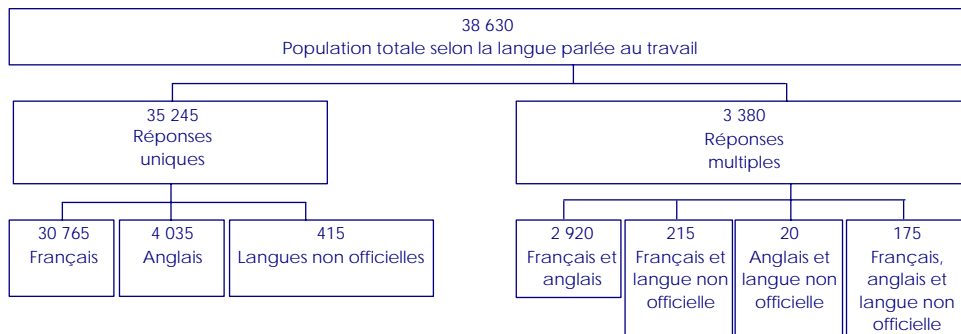 38 630
Population totale selon la langue parlée au travail
35 245
Réponses
uniques
3 380
Réponses
multiples
30 765
Français
4 035
Anglais
415
Langues non officielles
2 920
Français et
anglais
215
Français et
langue non
officielle
20
Anglais et
langue non
officielle
175
Français,
anglais et
langue non
officielle